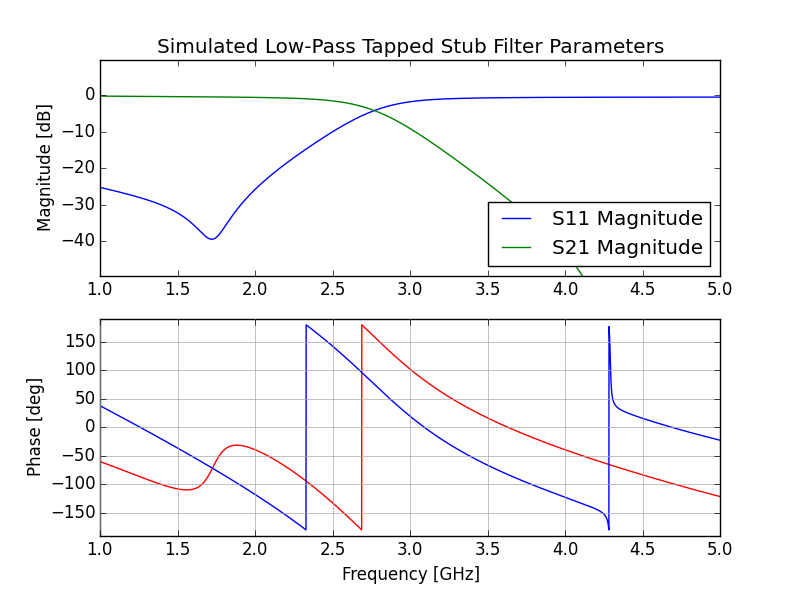 Simulated Low-Pass Tapped Stub Filter Parameters
Magnitude [dB]
0
−10
−20
−30
−40
S11 Magnitude
S21 Magnitude
1.0 1.5 2.0 2.5 3.0 3.5 4.0 4.5 5.0
Phase [deg]
150
100
50
0
−50
−100
−150
1.0 1.5 2.0 2.5 3.0 3.5 4.0 4.5 5.0
Frequency [GHz]